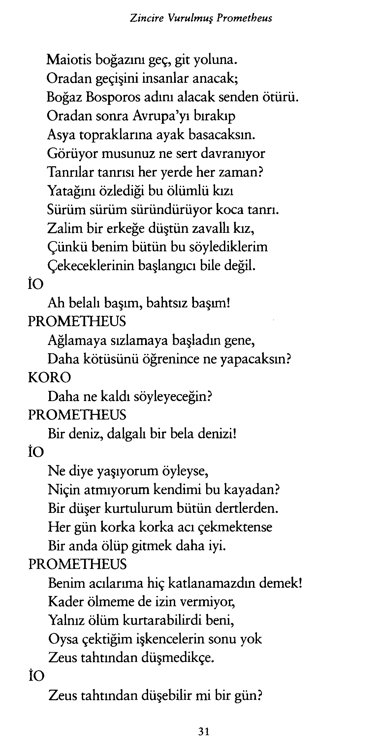 Zincire Vurulmuş Prometheus
Maiotis boğazını geç, git yoluna.
Oradan geçişini insanlar anacak;
Boğaz Bosporos adını alacak senden ötürü.
Oradan sonra Avrupa'yı bırakıp
Asya topraklarına ayak basacaksın.
Görüyor musunuz ne sert davranıyor
Tanrılar tanrısı her yerde her zaman?
Yatağını özlediği bu ölümlü kızı
Sürüm sürüm süründürüyor koca tanrı.
Zalim bir erkeğe düştün zavallı kız,
Çünkü benim bütün bu söylediklerim
Çekeceklerinin başlangıcı bile değil.
İO
Ah belalı başım, bahtsız başım!
PROMETHEUS
Ağlamaya sızlamaya başladın gene,
Daha kötüsünü öğrenince ne yapacaksın?
KORO
Daha ne kaldı söyleyeceğin?
PROMETHEUS
Bir deniz, dalgalı bir bela denizi!
İO
Ne diye yaşıyorum öyleyse,
Niçin atmıyorum kendimi bu kayadan?
Bir düşer kurtulurum bütün dertlerden.
Her gün korka korka acı çekmektense
Bir anda ölüp gitmek daha iyi.
PROMETHEUS
Benim acılarıma hiç katlanamazdın demek!
Kader ölmeme de izin vermiyor,
Yalnız ölüm kurtarabilirdi beni,
Oysa çektiğim işkencelerin sonu yok
Zeus tahtından düşmedikçe.
İO
Zeus tahtından düşebilir mi bir gün?
31